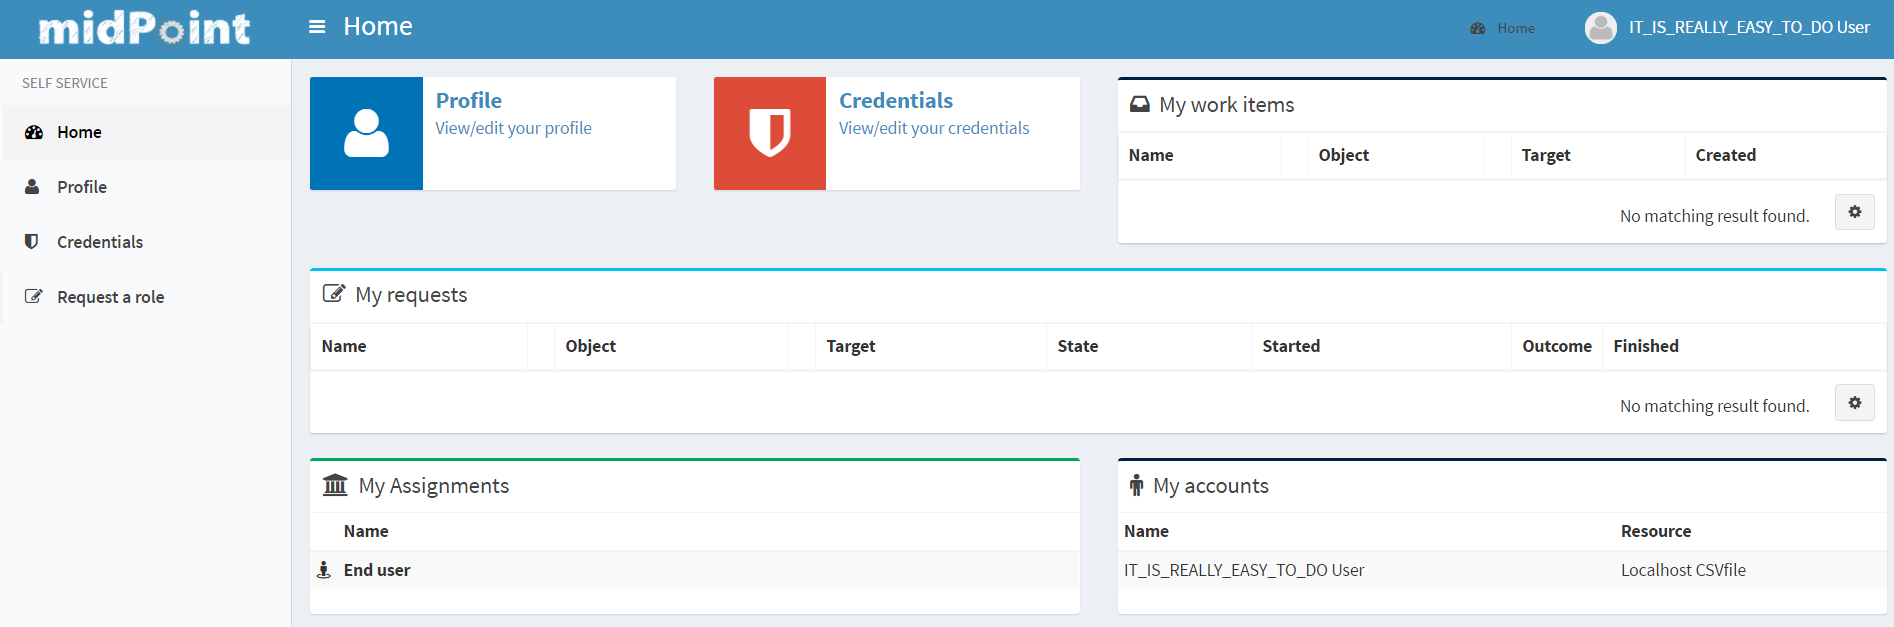 midPoint
Home
Home
IT_IS_REALLY_EASY_TO_DO User
SELF SERVICE
Home
Profile
Credentials
Request a role
Profile
View/edit your profile
Credentials
View/edit your credentials
My work items
Name Object Target Created
No matching result found.
My requests
Name Object Target State Started Outcome Finished
No matching result found.
My Assignments
Name
End user
My accounts
Name Resource
IT_IS_REALLY_EASY_TO_DO User Localhost CSVfile